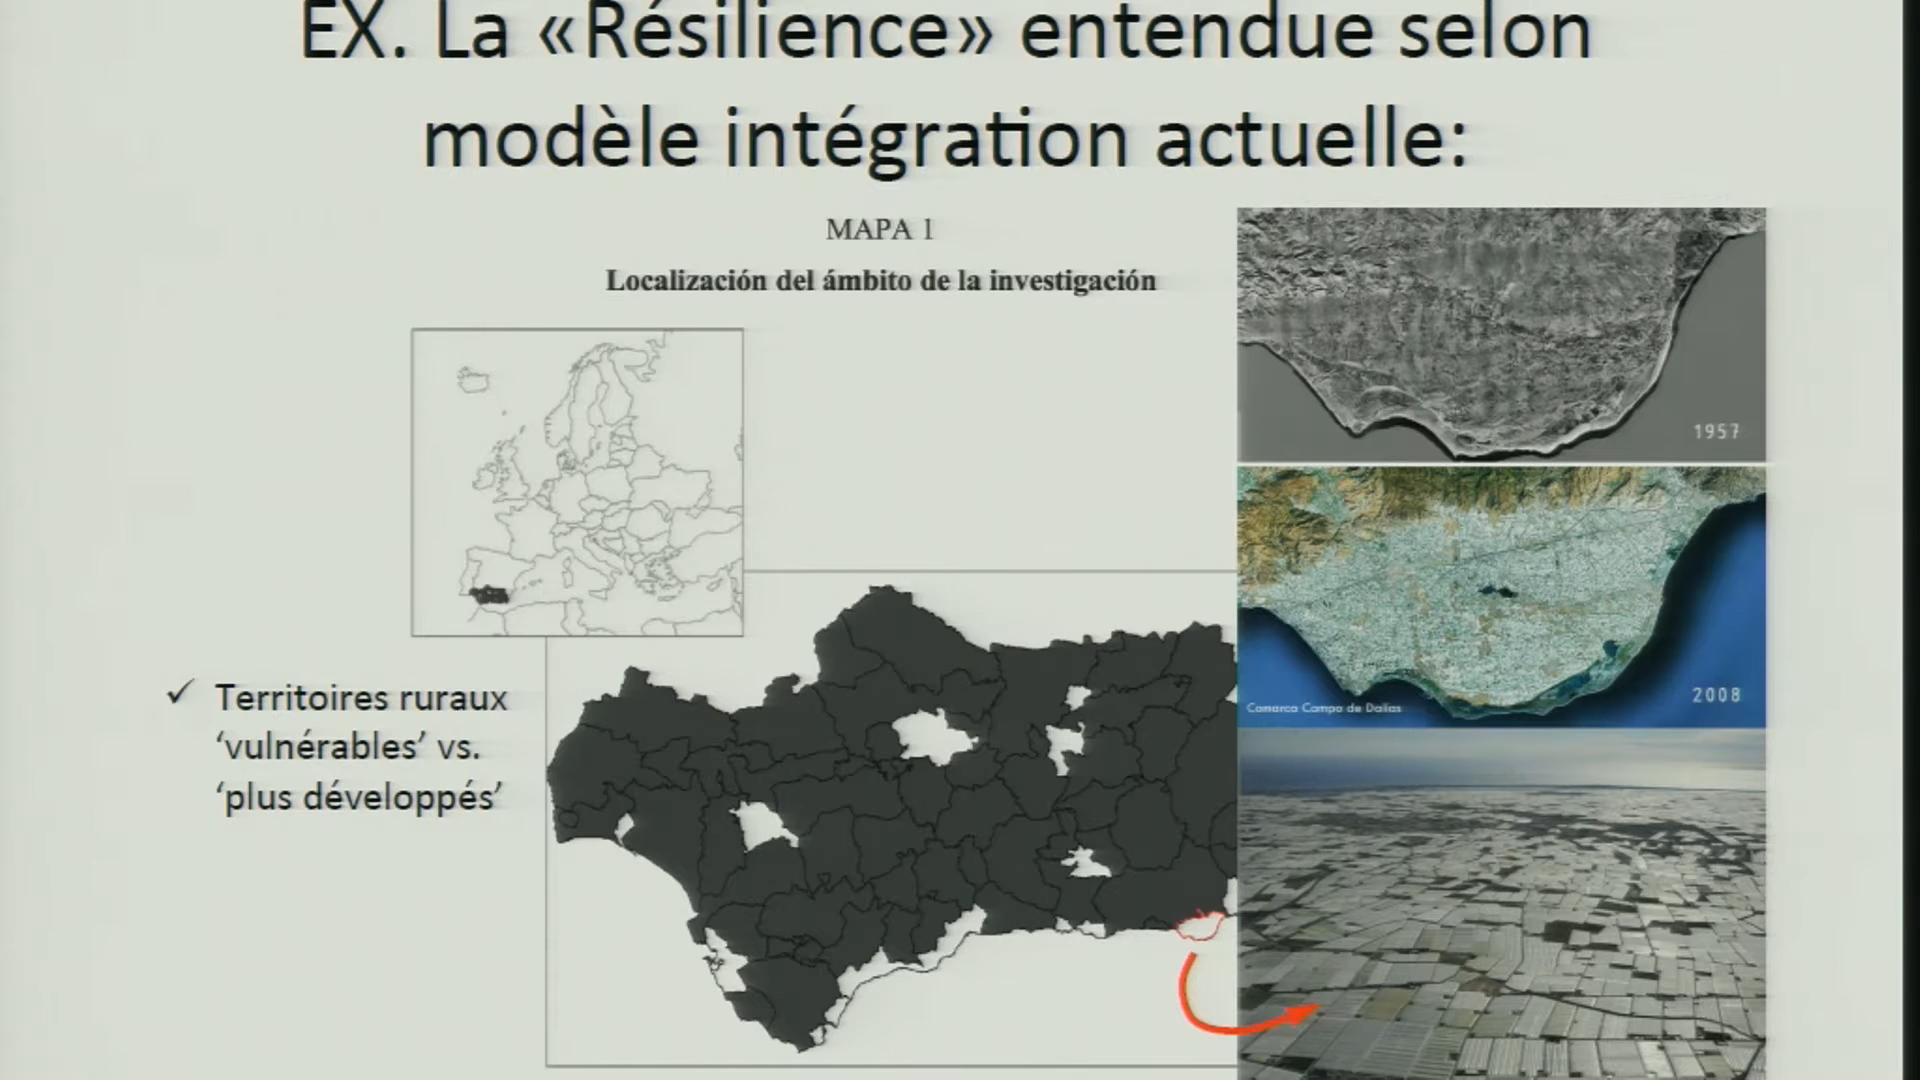 EX. La «Résilience» entendue selon
modèle intégration actuelle:
MAPA 1
Localización del ámbito de la investigación
1957
Comarca Campo de Dalías
2008
✓ Territoires ruraux
‘vulnérables’ vs.
‘plus développés’